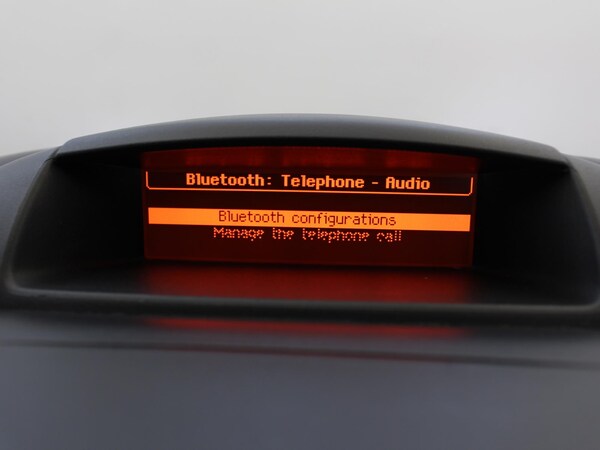 Bluetooth: Telephone - Audio
Bluetooth configurations
Manage the telephone call